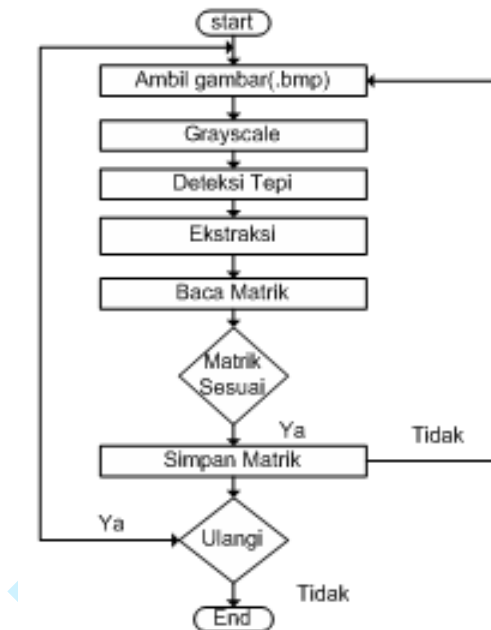 start
Ambil gambar(.bmp)
Grayscale
Deteksi Tepi
Ekstraksi
Baca Matrik
Matrik
Sesuai
Ya
Tidak
Simpan Matrik
Ya
Ulangi
Tidak
End